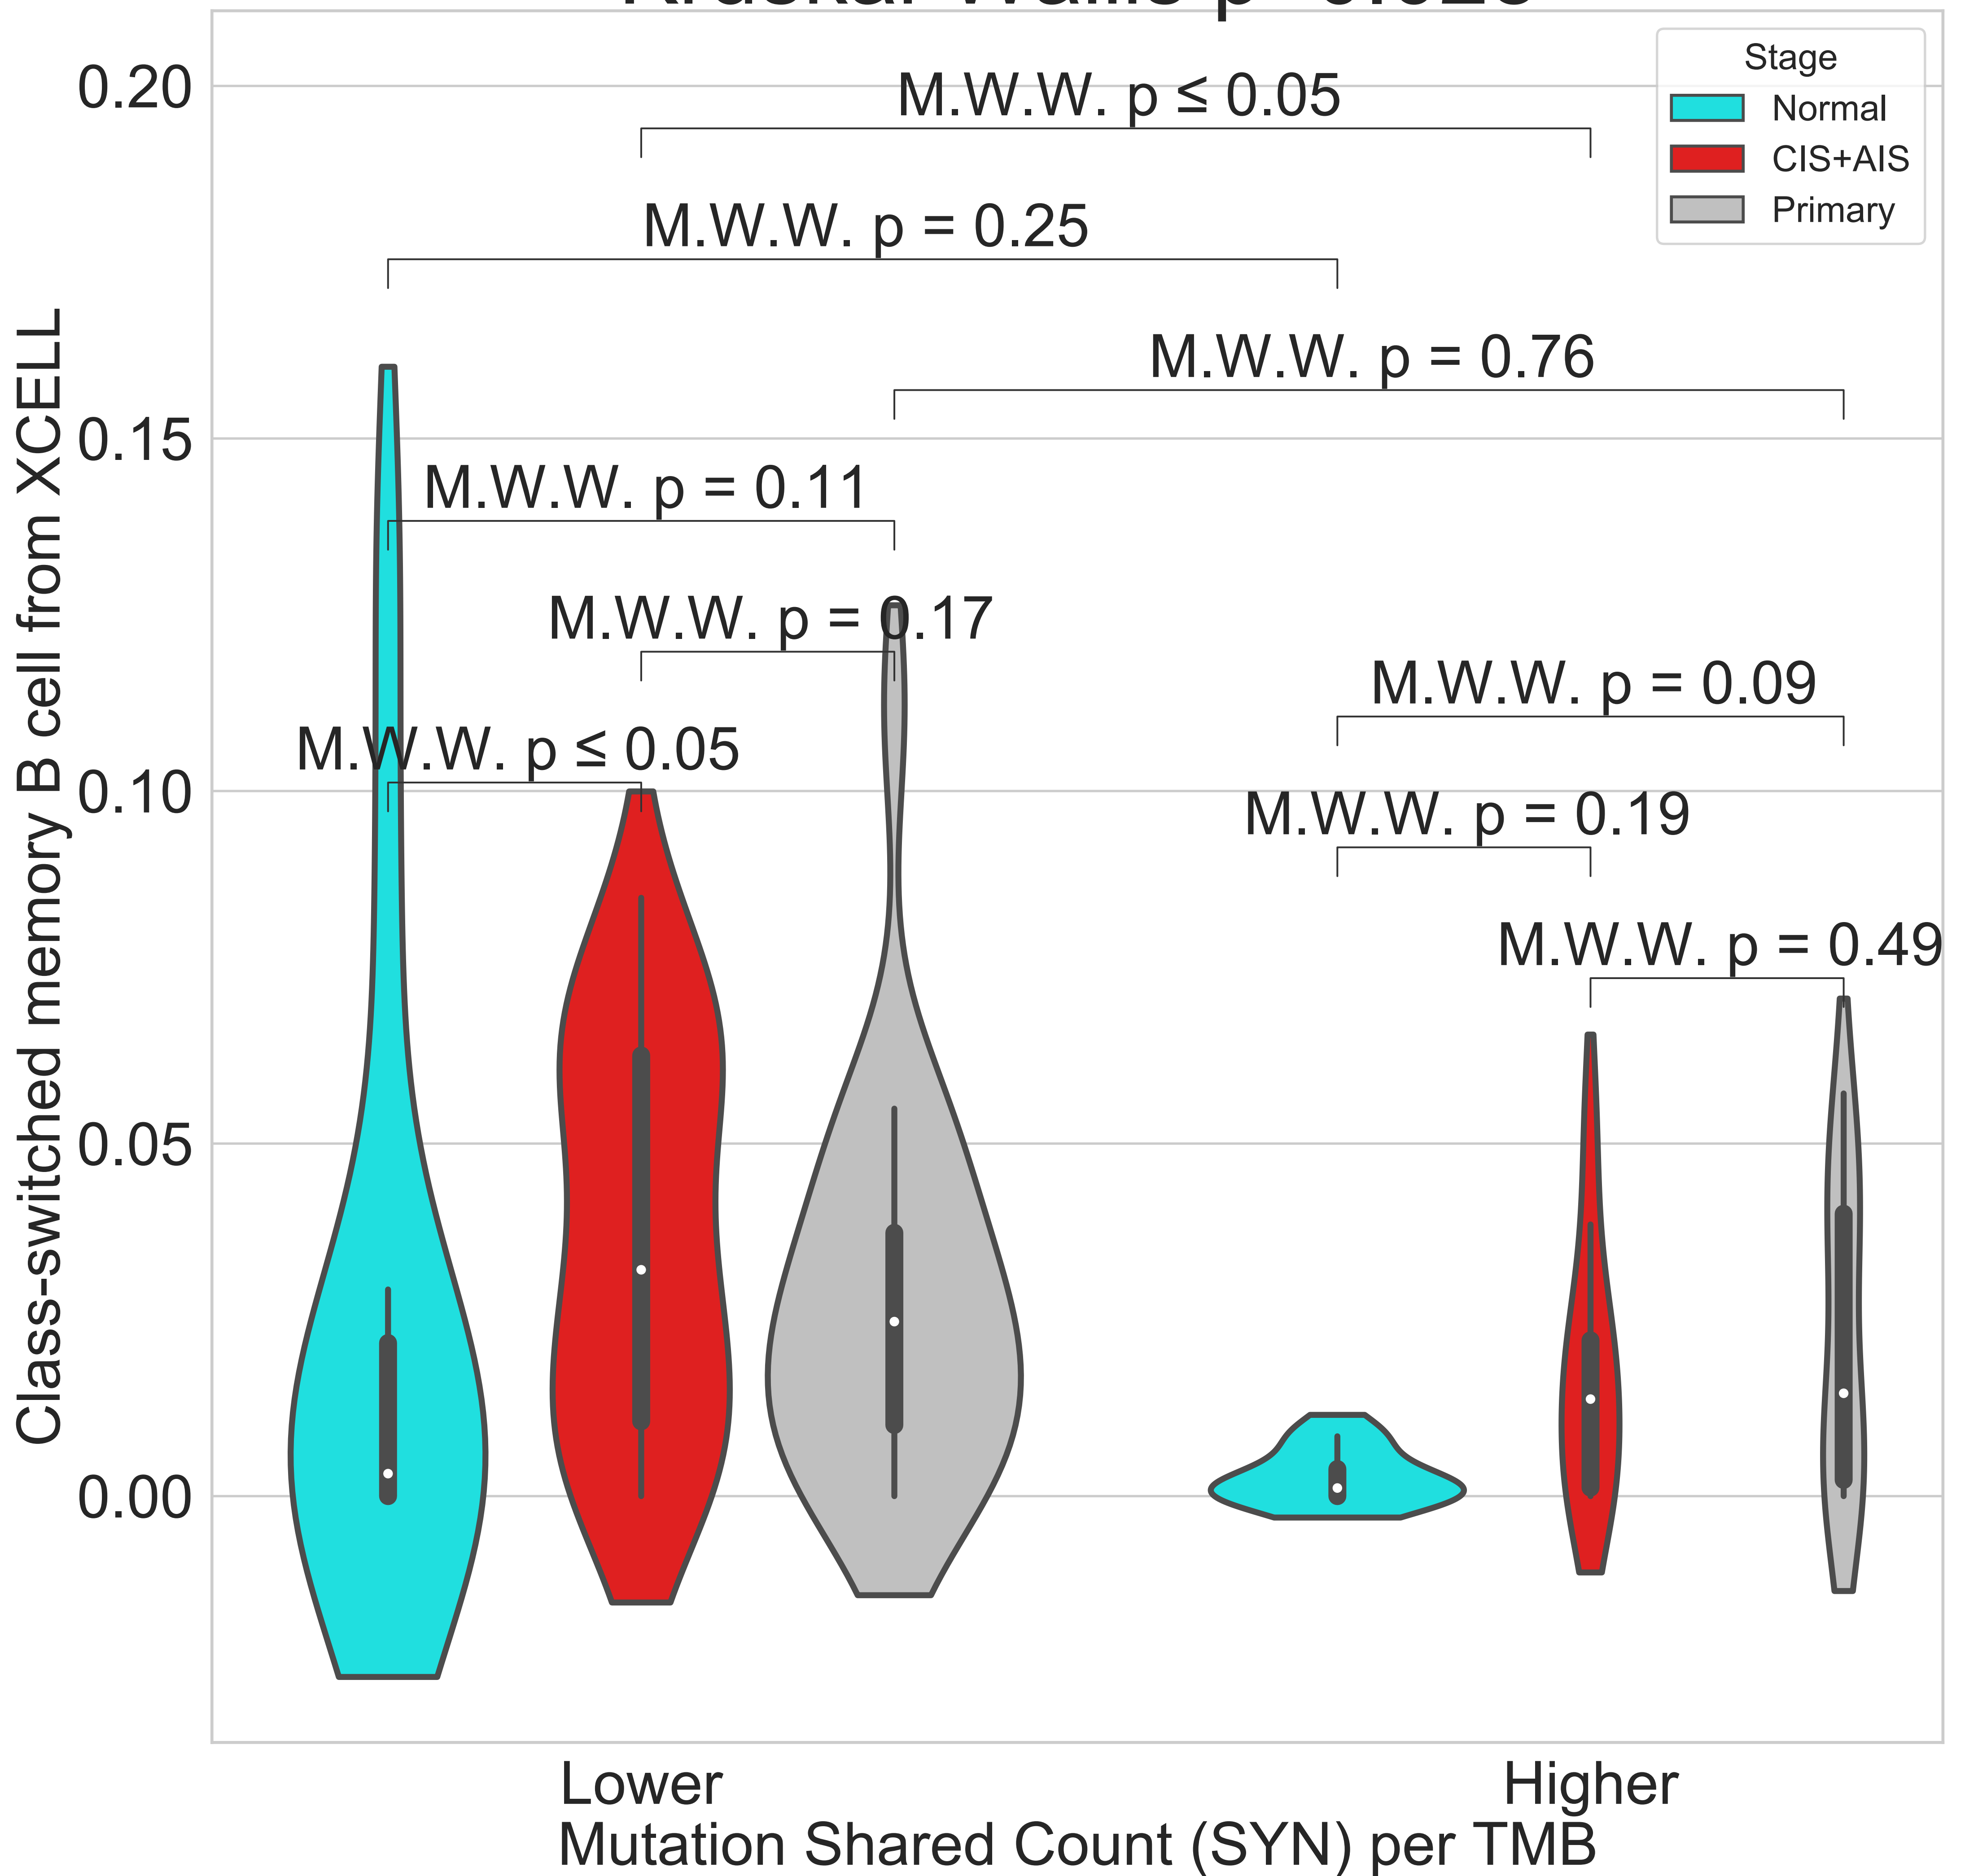 0.20
0.15
0.10
0.05
0.00
Class-switched memory B cell from XCELL
Stage
Normal
CIS+AIS
Primary
M.W.W. p ≤ 0.05
M.W.W. p = 0.25
M.W.W. p = 0.76
M.W.W. p = 0.11
M.W.W. p = 0.17
M.W.W. p = 0.09
M.W.W. p ≤ 0.05
M.W.W. p = 0.19
M.W.W. p = 0.49
Lower
Higher
Mutation Shared Count (SYN) per TMB